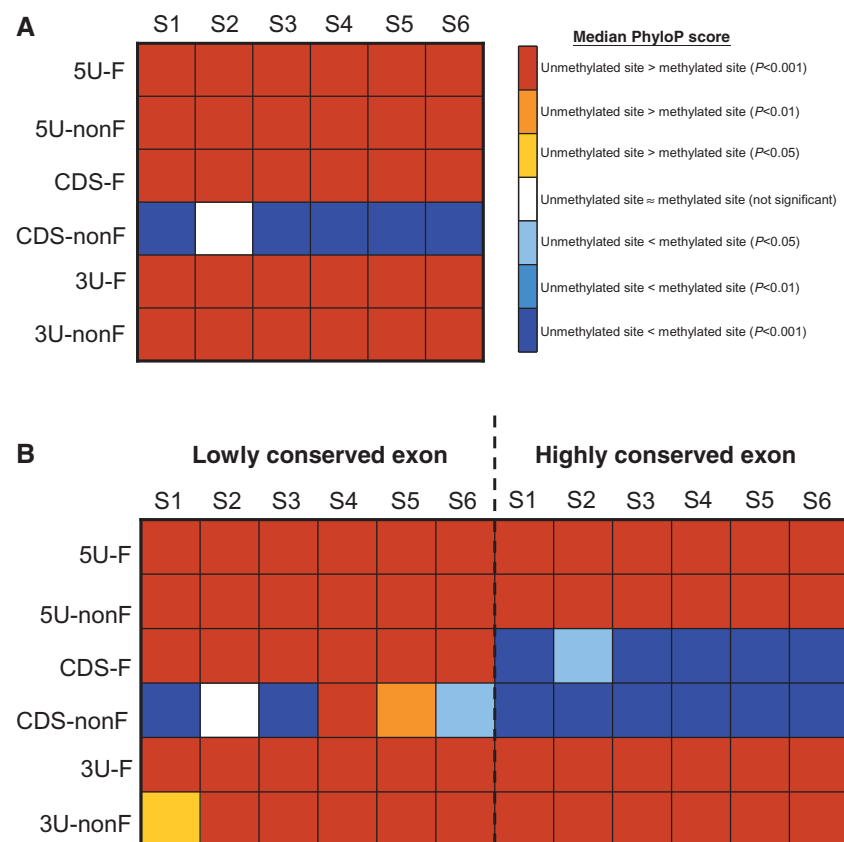 A
S1 S2 S3 S4 S5 S6
5U-F
5U-nonF
CDS-F
CDS-nonF
3U-F
3U-nonF
Median PhyloP score
Unmethylated site > methylated site (P<0.001)
Unmethylated site > methylated site (P<0.01)
Unmethylated site > methylated site (P<0.05)
Unmethylated site ≈ methylated site (not significant)
Unmethylated site < methylated site (P<0.05)
Unmethylated site < methylated site (P<0.01)
Unmethylated site < methylated site (P<0.001)
B
Lowly conserved exon Highly conserved exon
S1 S2 S3 S4 S5 S6 S1 S2 S3 S4 S5 S6
5U-F
5U-nonF
CDS-F
CDS-nonF
3U-F
3U-nonF